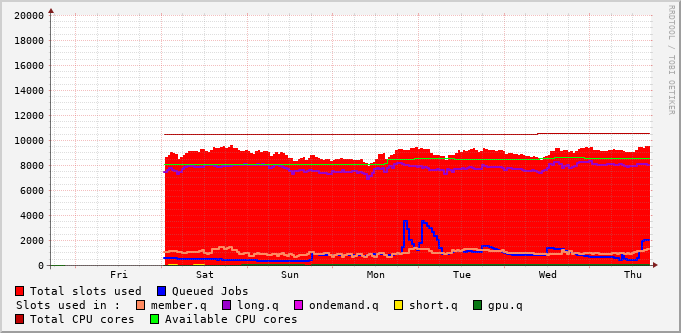 RRDTOOL / TOBI OETIKER
20000
18000
16000
14000
12000
10000
8000
6000
4000
2000
0
Fri Sat Sun Mon Tue Wed Thu
Total slots used Queued Jobs
Slots used in : member.q long.q ondemand.q short.q gpu.q
Total CPU cores Available CPU cores